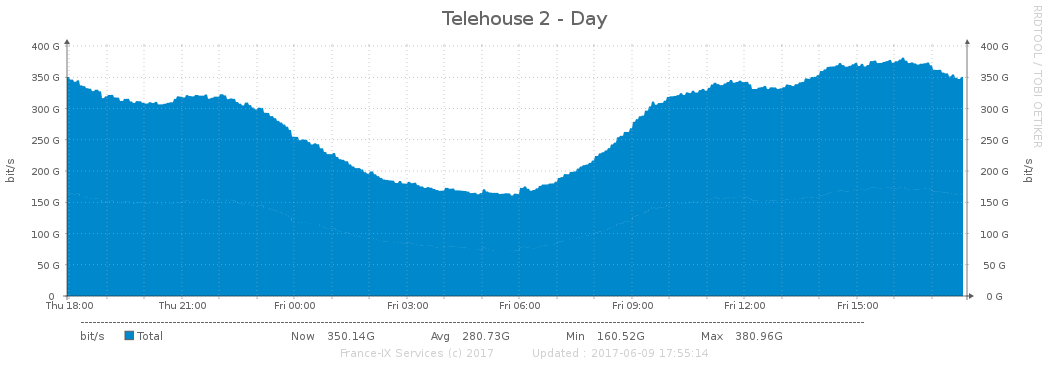 Telehouse 2 - Day
RRDTOOL / TOBI OETIKER
400 G 400 G
350 G 350 G
300 G 300 G
250 G 250 G
200 G 200 G
150 G 150 G
100 G 100 G
50 G 50 G
0 0 G
bit/s bit/s
Thu 18:00 Thu 21:00 Fri 00:00 Fri 03:00 Fri 06:00 Fri 09:00 Fri 12:00 Fri 15:00
bit/s Total Now 350.14G Avg 280.73G Min 160.52G Max 380.96G
France-IX Services (c) 2017 Updated : 2017-06-09 17:55:14